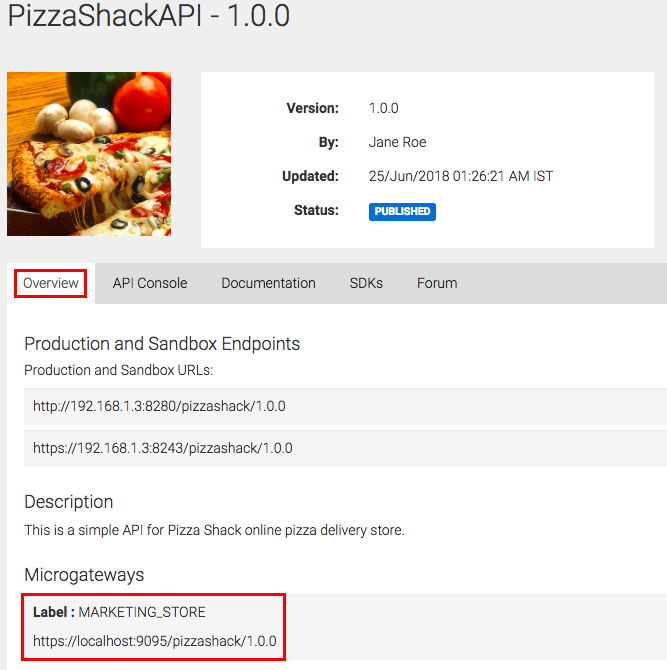 PizzaShackAPI - 1.0.0
Version: 1.0.0
By: Jane Roe
Updated: 25/Jun/2018 01:26:21 AM IST
Status: PUBLISHED
Overview API Console Documentation SDKs Forum
Production and Sandbox Endpoints
Production and Sandbox URLs:
http://192.168.1.3:8280/pizzashack/1.0.0
https://192.168.1.3:8243/pizzashack/1.0.0
Description
This is a simple API for Pizza Shack online pizza delivery store.
Microgateways
Label : MARKETING_STORE
https://localhost:9095/pizzashack/1.0.0